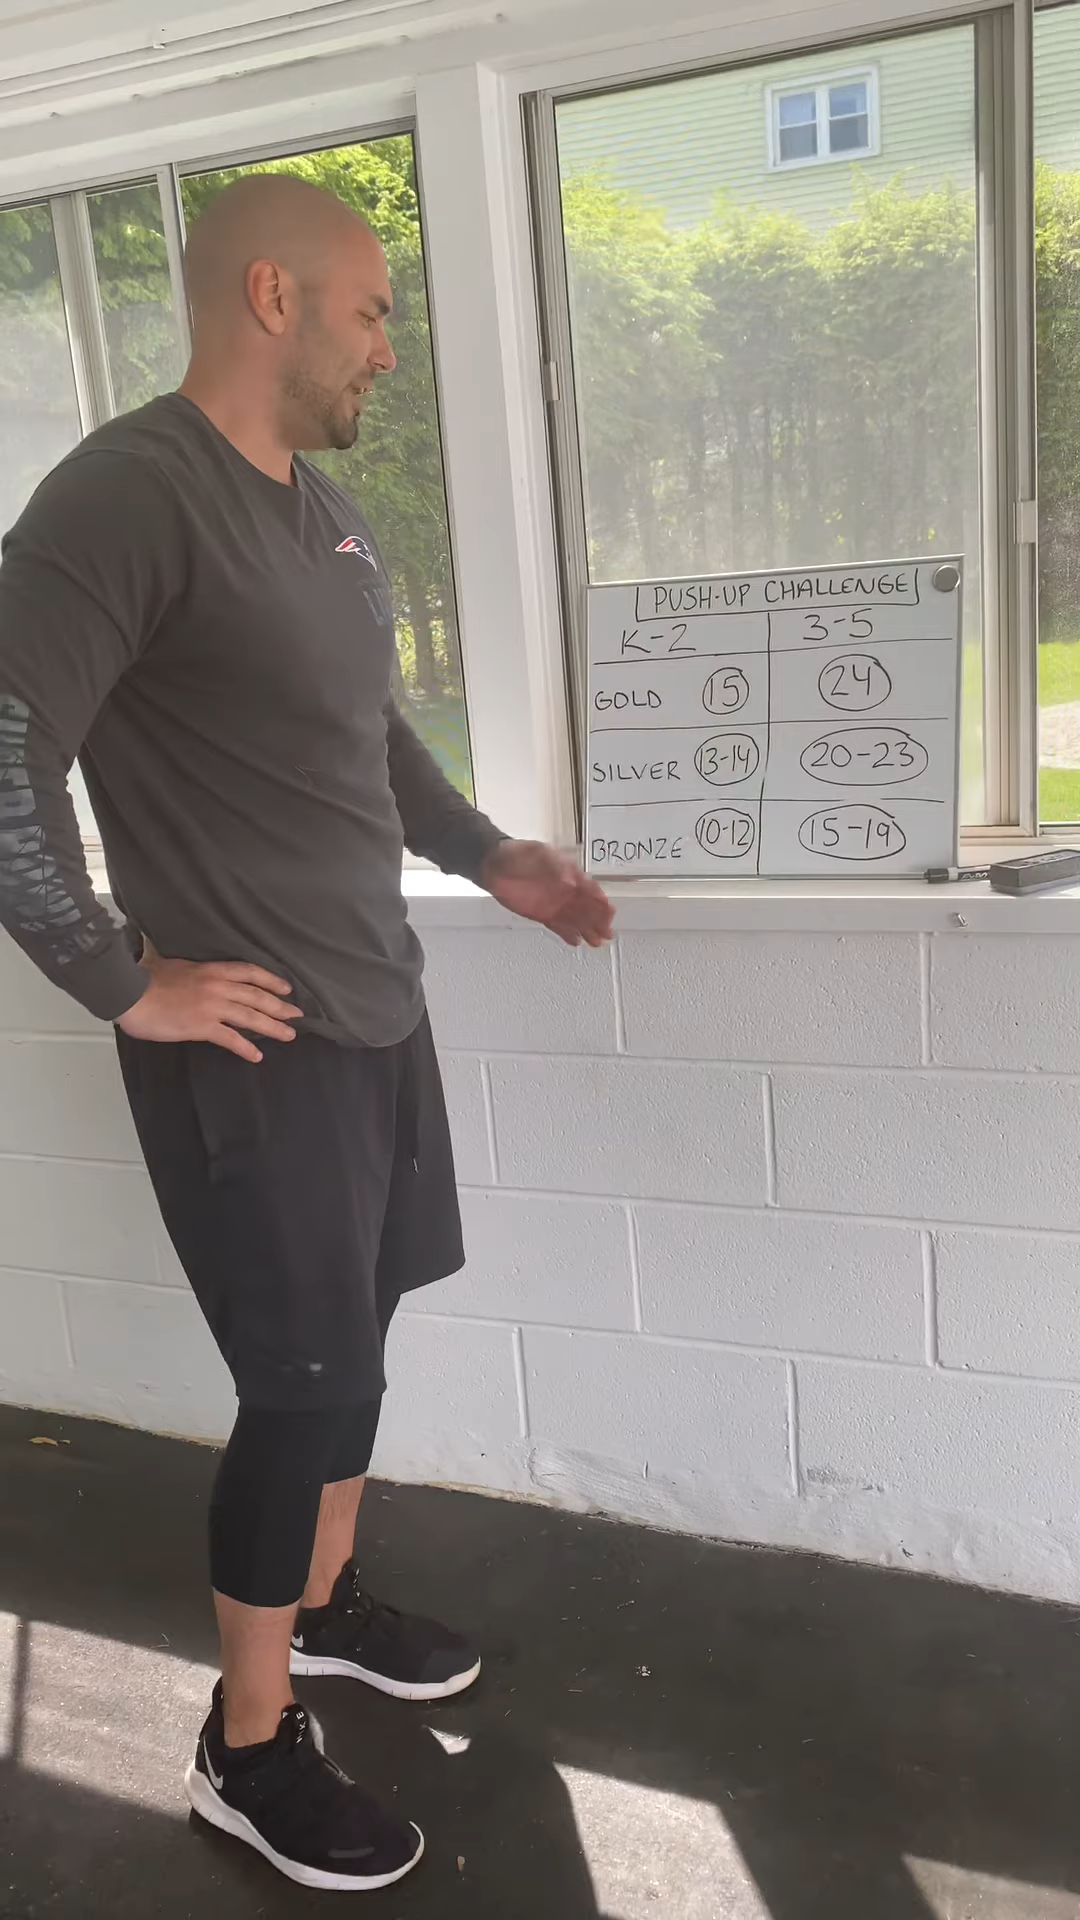 PUSH-UP CHALLENGE
K-2 3-5
GOLD 15 24
SILVER 13-14 20-23
BRONZE 10-12 15-19
NIKE